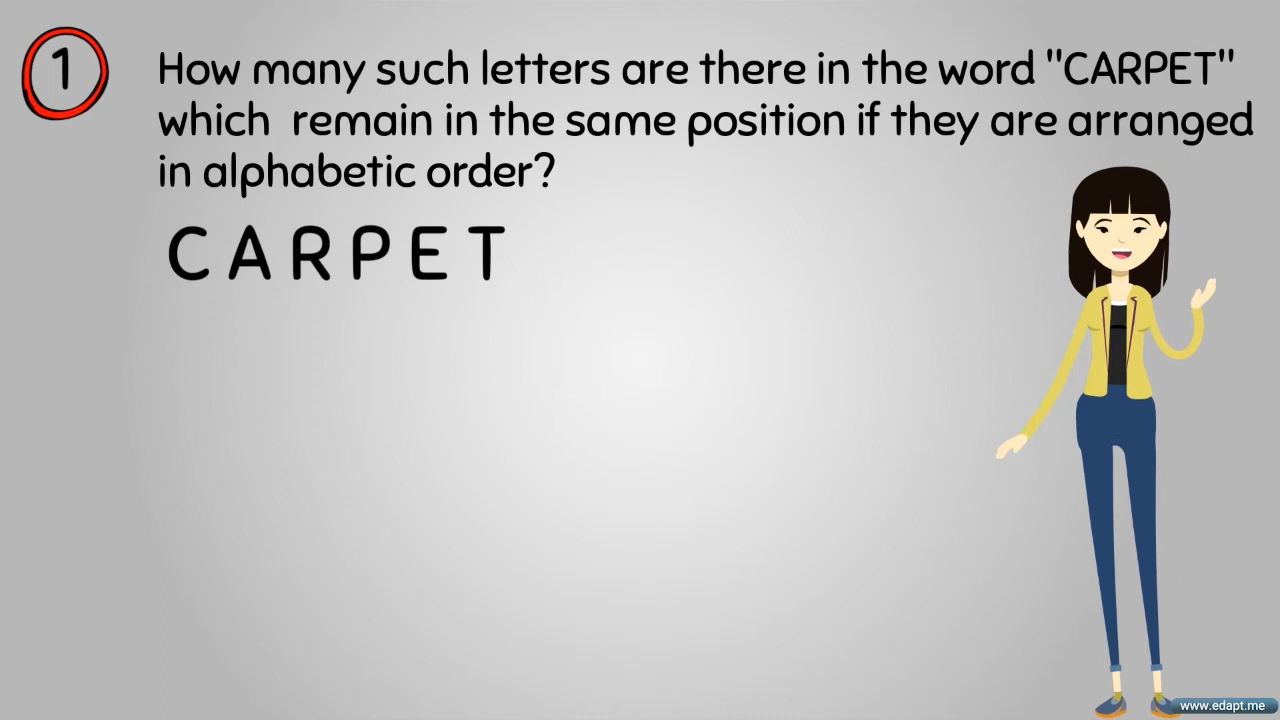 1
How many such letters are there in the word "CARPET"
which remain in the same position if they are arranged
in alphabetic order?
C A R P E T
www.edapt.me